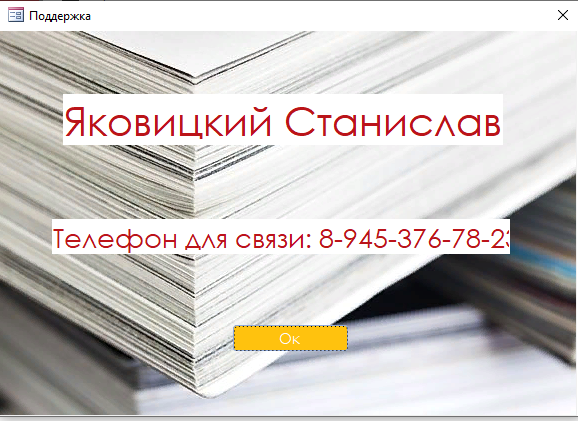 Поддержка
Яковицкий Станислав
Телефон для связи: 8-945-376-78-2
Ок